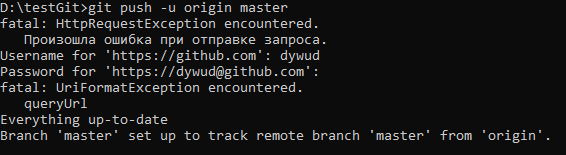 D:\testGit>git push -u origin master
fatal: HttpRequestException encountered.
Произошла ошибка при отправке запроса.
Username for 'https://github.com': dywud
Password for 'https://dywud@github.com':
fatal: UriFormatException encountered.
queryUrl
Everything up-to-date
Branch 'master' set up to track remote branch 'master' from 'origin'.